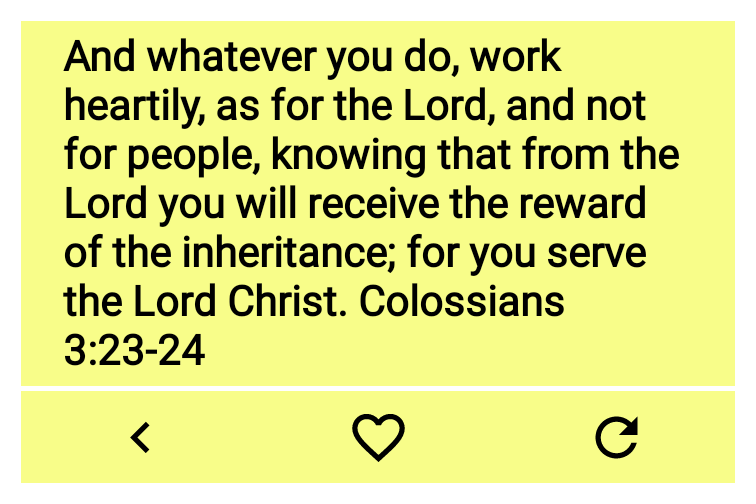 And whatever you do, work
heartily, as for the Lord, and not
for people, knowing that from the
Lord you will receive the reward
of the inheritance; for you serve
the Lord Christ. Colossians
3:23-24